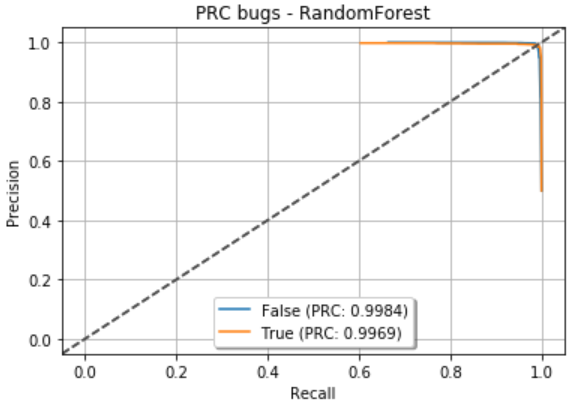 PRC bugs - RandomForest
1.0
0.8
0.6
0.4
0.2
0.0
Precision
False (PRC: 0.9984)
True (PRC: 0.9969)
0.0 0.2 0.4 0.6 0.8 1.0
Recall